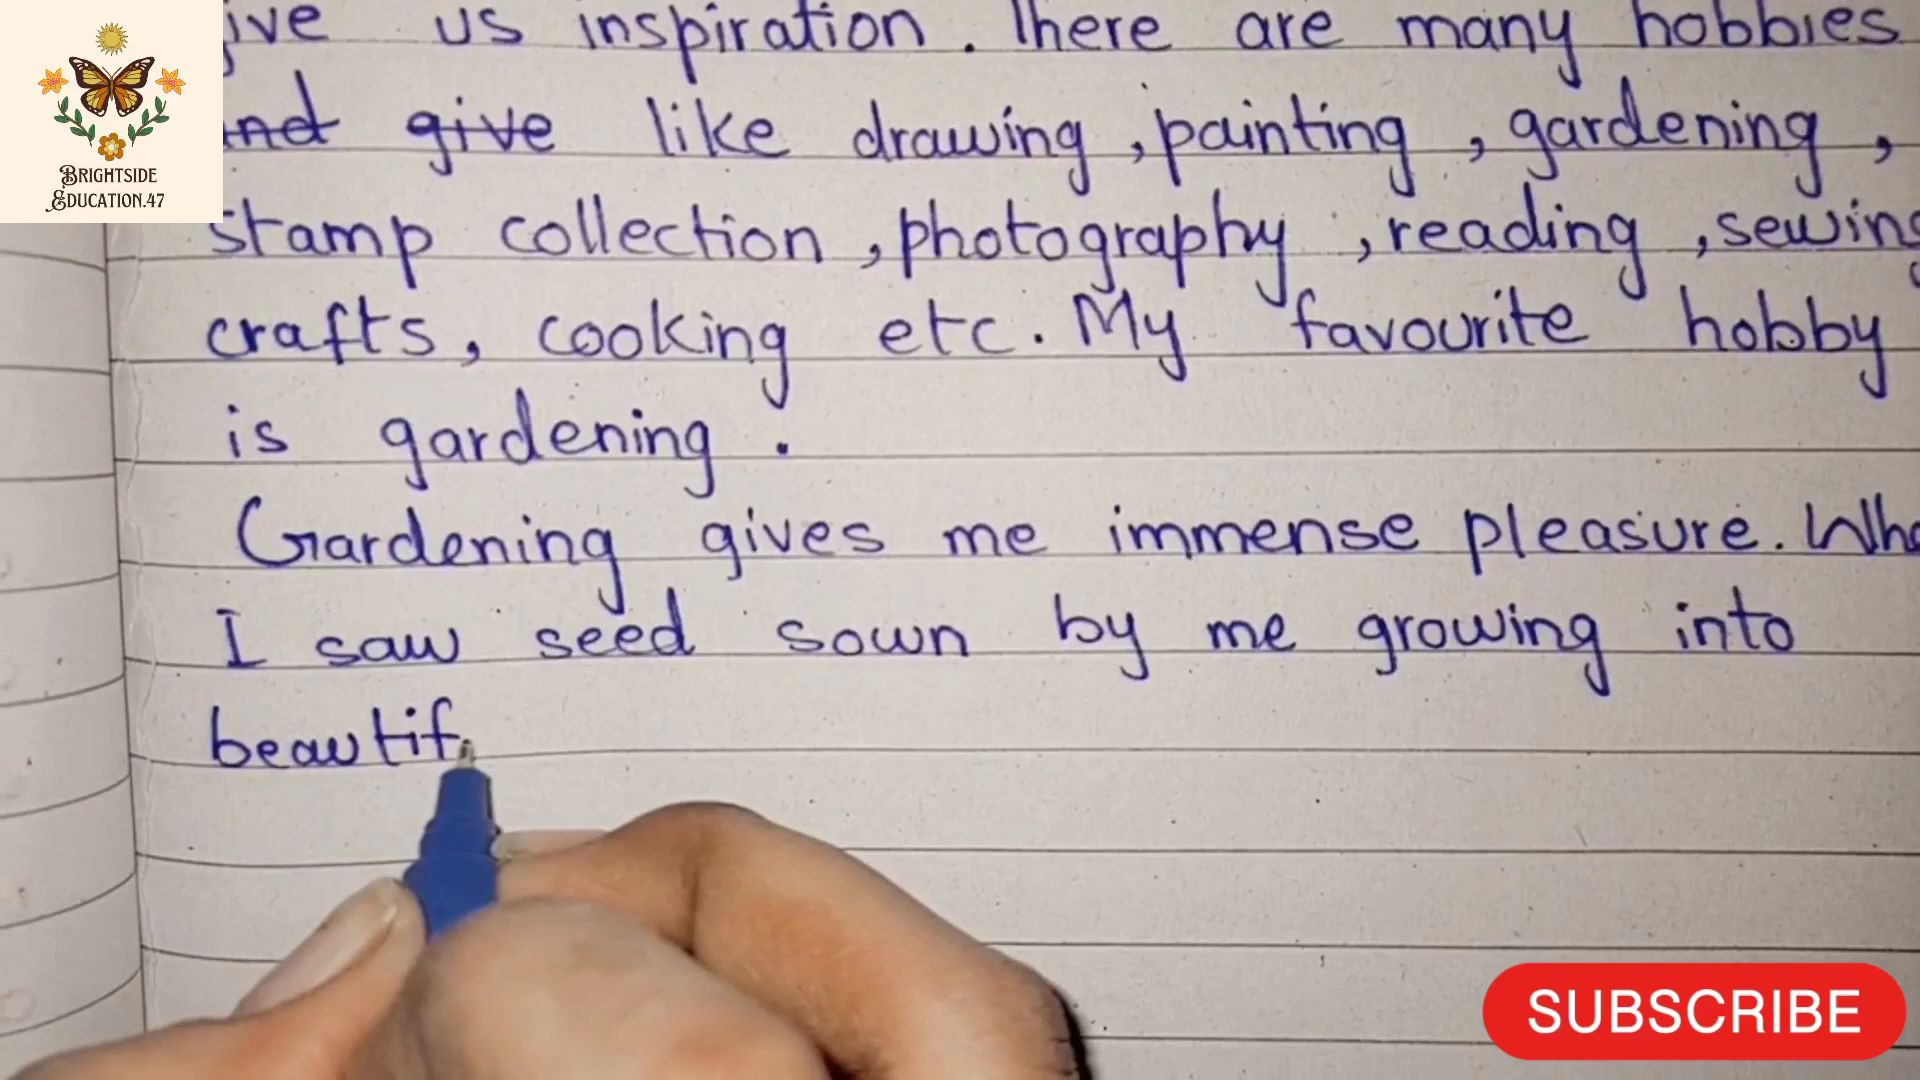 ive us inspiration. There are many hobbies
and give like drawing, painting, gardening,
stamp collection, photography, reading, sewing
crafts, cooking etc. My favourite hobby
is gardening.
Gardening gives me immense pleasure. Whe
I saw seed sown by me growing into
beautif
BRIGHTSIDE
EDUCATION.47
SUBSCRIBE